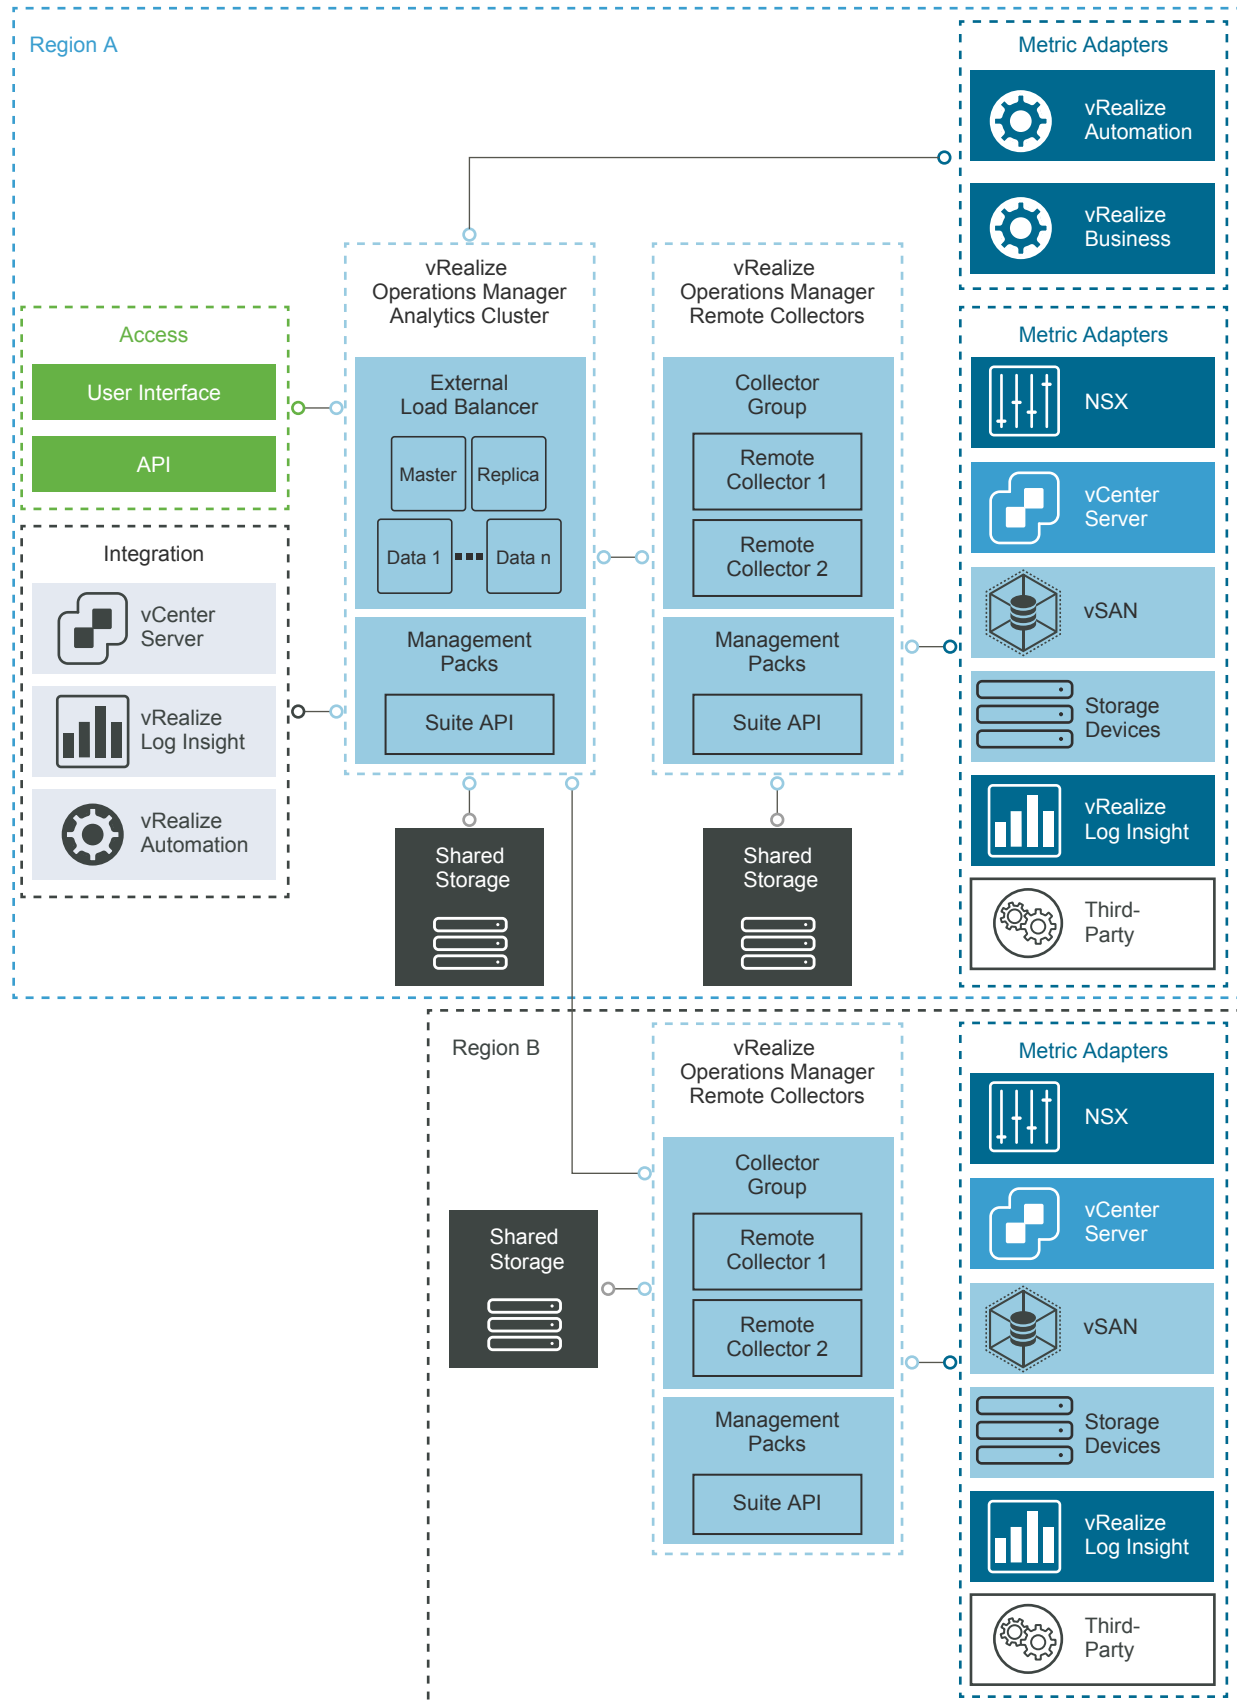 Region A
Metric Adapters
vRealize
Automation
vRealize
Business
vRealize
Operations Manager
Analytics Cluster
vRealize
Operations Manager
Remote Collectors
Access
User Interface
API
External
Load Balancer
Master
Replica
Data 1
Data n
Management
Packs
Suite API
Collector
Group
Remote
Collector 1
Remote
Collector 2
Management
Packs
Suite API
Metric Adapters
NSX
vCenter
Server
vSAN
Storage
Devices
vRealize
Log Insight
Third-
Party
Integration
vCenter
Server
vRealize
Log Insight
vRealize
Automation
Shared
Storage
Shared
Storage
Region B
vRealize
Operations Manager
Remote Collectors
Collector
Group
Remote
Collector 1
Remote
Collector 2
Management
Packs
Suite API
Shared
Storage
Metric Adapters
NSX
vCenter
Server
vSAN
Storage
Devices
vRealize
Log Insight
Third-
Party